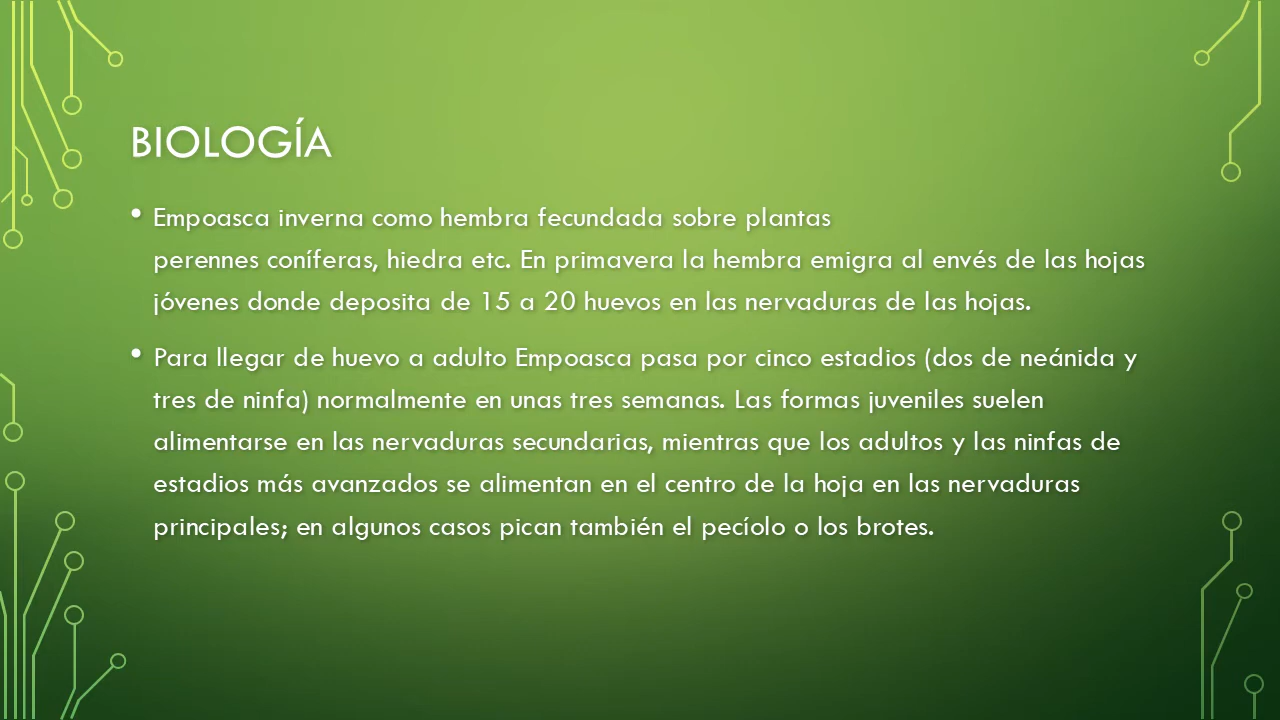 BIOLOGÍA
• Empoasca inverna como hembra fecundada sobre plantas
perennes coníferas, hiedra etc. En primavera la hembra emigra al envés de las hojas
jóvenes donde deposita de 15 a 20 huevos en las nervaduras de las hojas.
• Para llegar de huevo a adulto Empoasca pasa por cinco estadios (dos de neánida y
tres de ninfa) normalmente en unas tres semanas. Las formas juveniles suelen
alimentarse en las nervaduras secundarias, mientras que los adultos y las ninfas de
estadios más avanzados se alimentan en el centro de la hoja en las nervaduras
principales; en algunos casos pican también el pecíolo o los brotes.